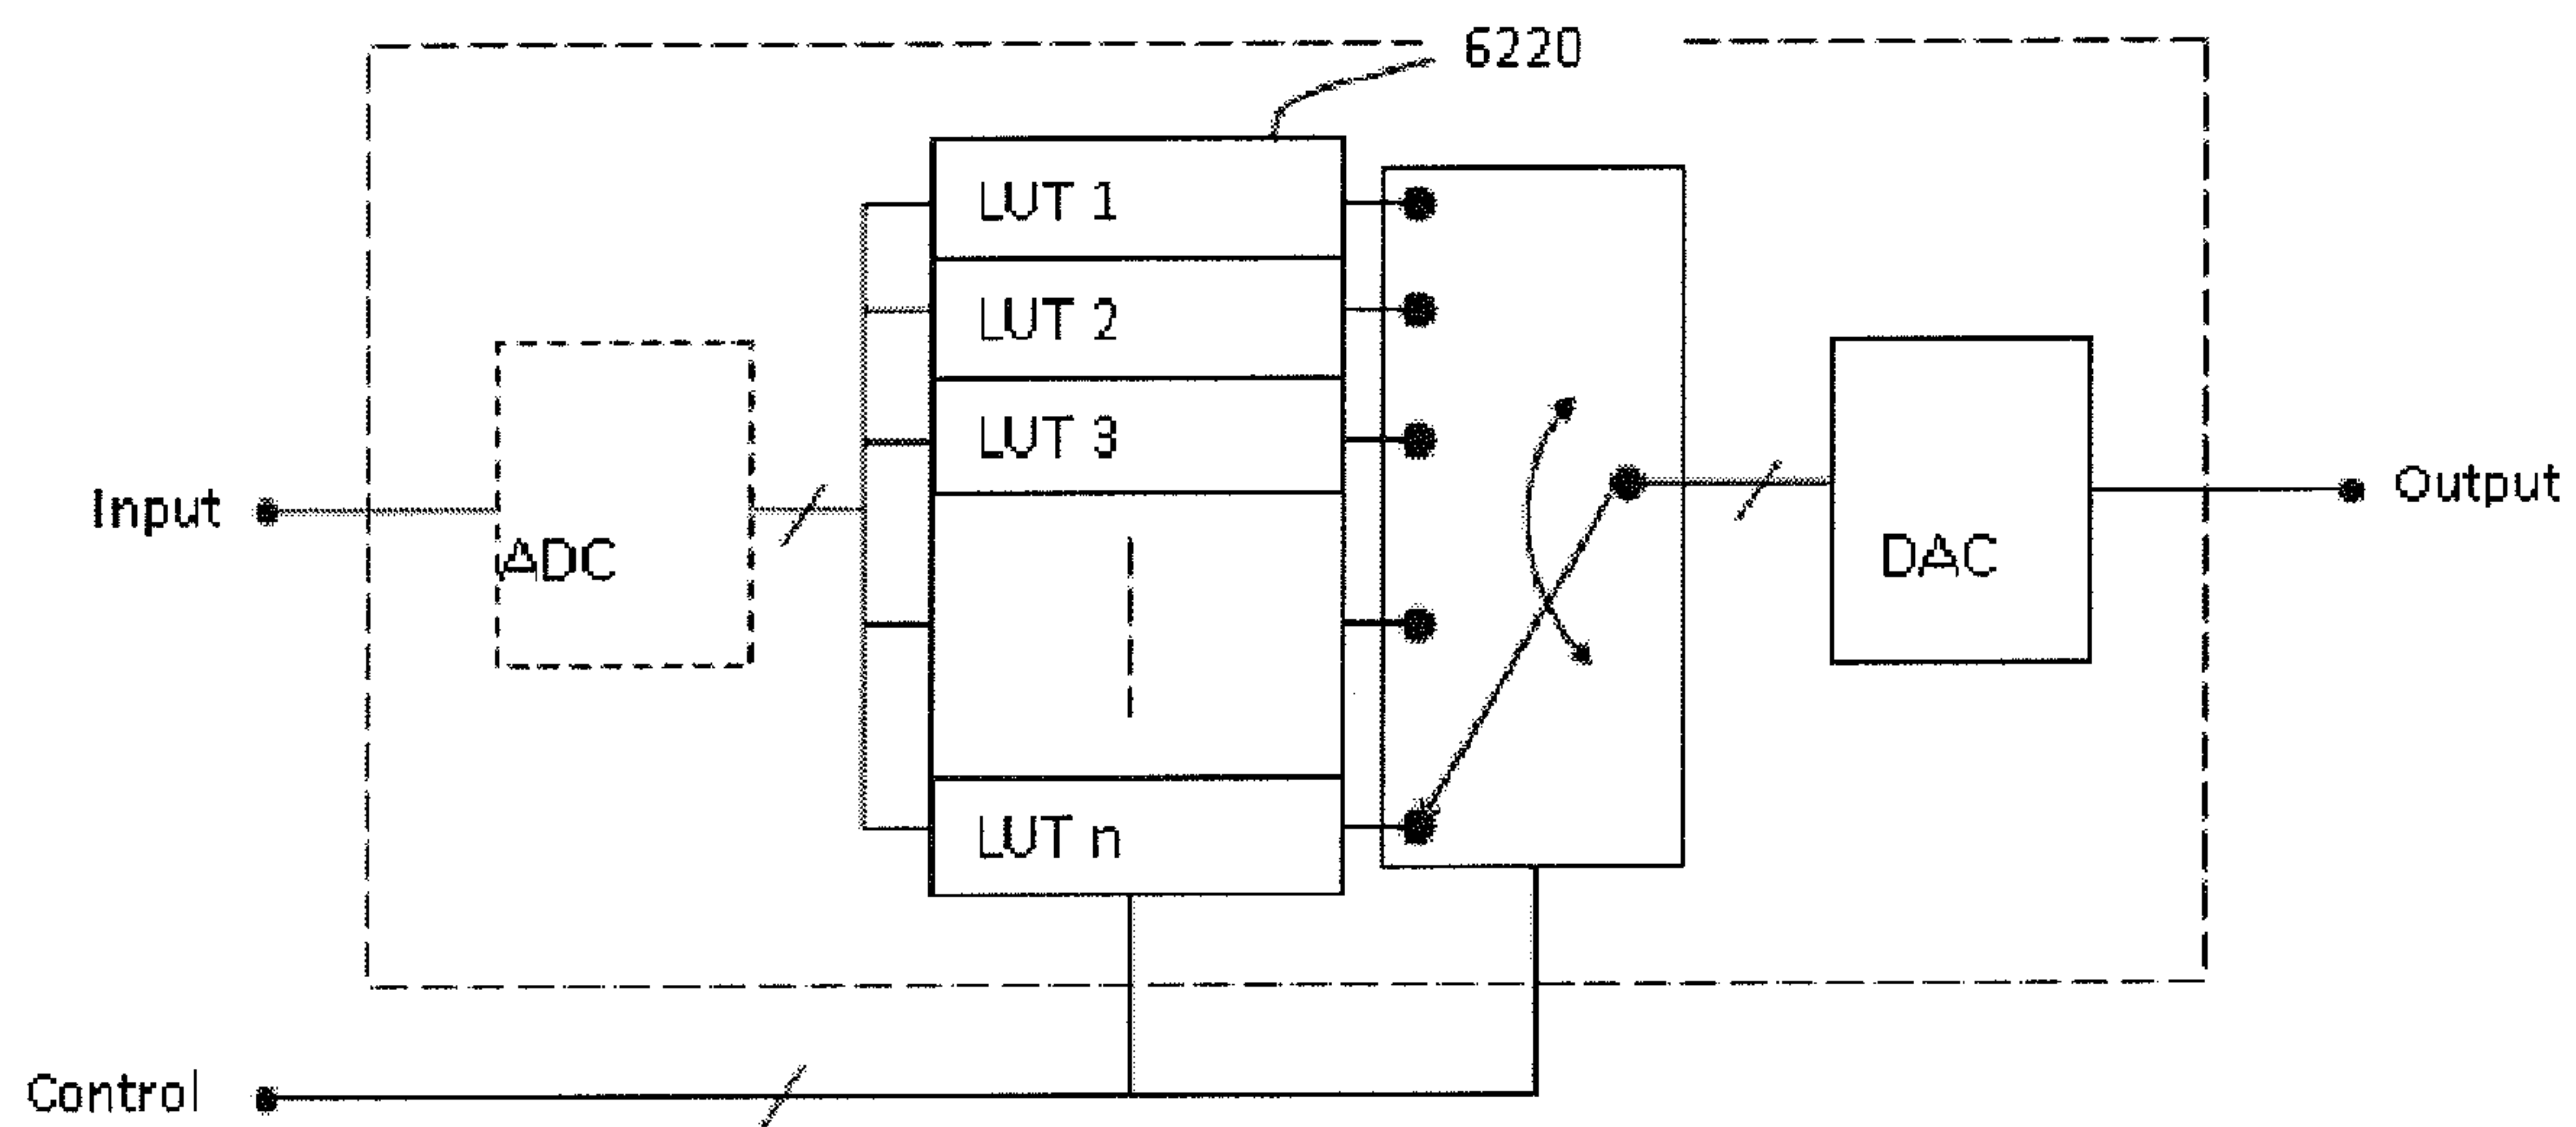 6220
LUT 1
LUT 2
LUT 3
Input
ADC
DAC
Output
LUT n
Control